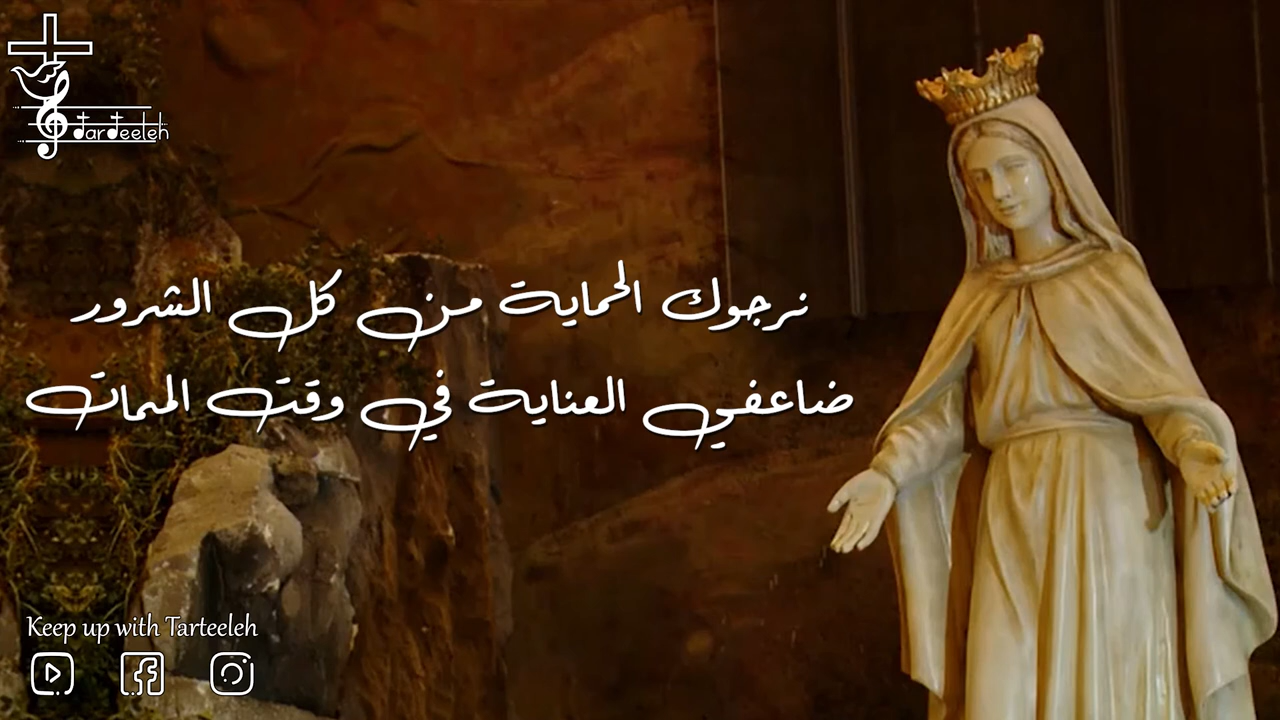 tarteeleh
نرجوك الحماية من كل الشرور
ضاعفي العناية في وقت الممات
Keep up with Tarteeleh